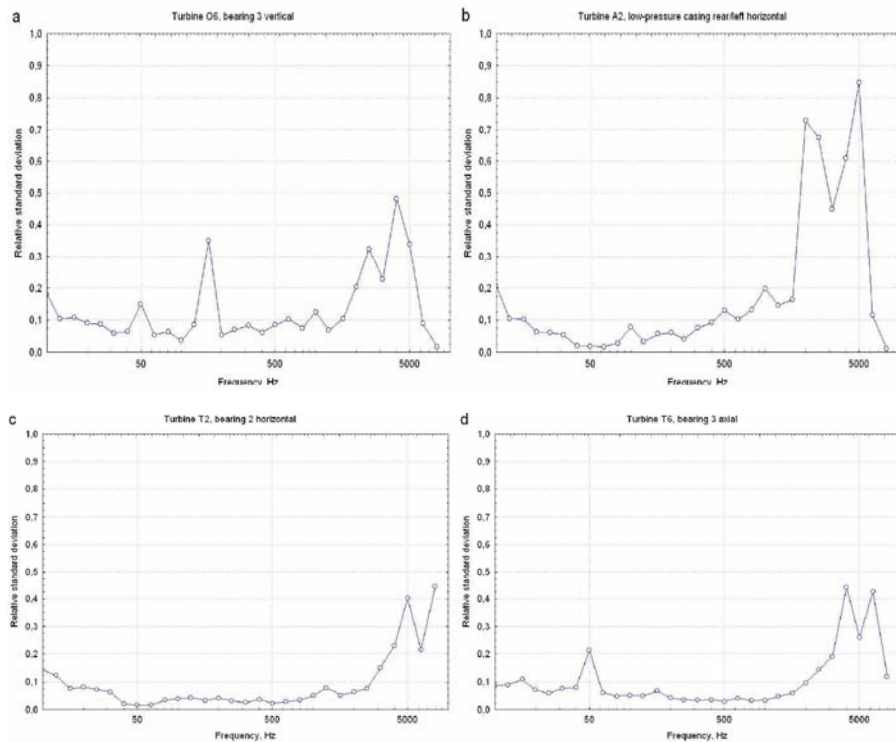 a
Turbine O6, bearing 3 vertical
1,0
0,9
0,8
0,7
0,6
0,5
0,4
0,3
0,2
0,1
0,0
Relative standard deviation
50 500 5000
Frequency, Hz
b
Turbine A2, low-pressure casing rear/left horizontal
1,0
0,9
0,8
0,7
0,6
0,5
0,4
0,3
0,2
0,1
0,0
Relative standard deviation
50 500 5000
Frequency, Hz
c
Turbine T2, bearing 2 horizontal
1,0
0,9
0,8
0,7
0,6
0,5
0,4
0,3
0,2
0,1
0,0
Relative standard deviation
50 500 5000
Frequency, Hz
d
Turbine T6, bearing 3 axial
1,0
0,9
0,8
0,7
0,6
0,5
0,4
0,3
0,2
0,1
0,0
Relative standard deviation
50 500 5000
Frequency, Hz